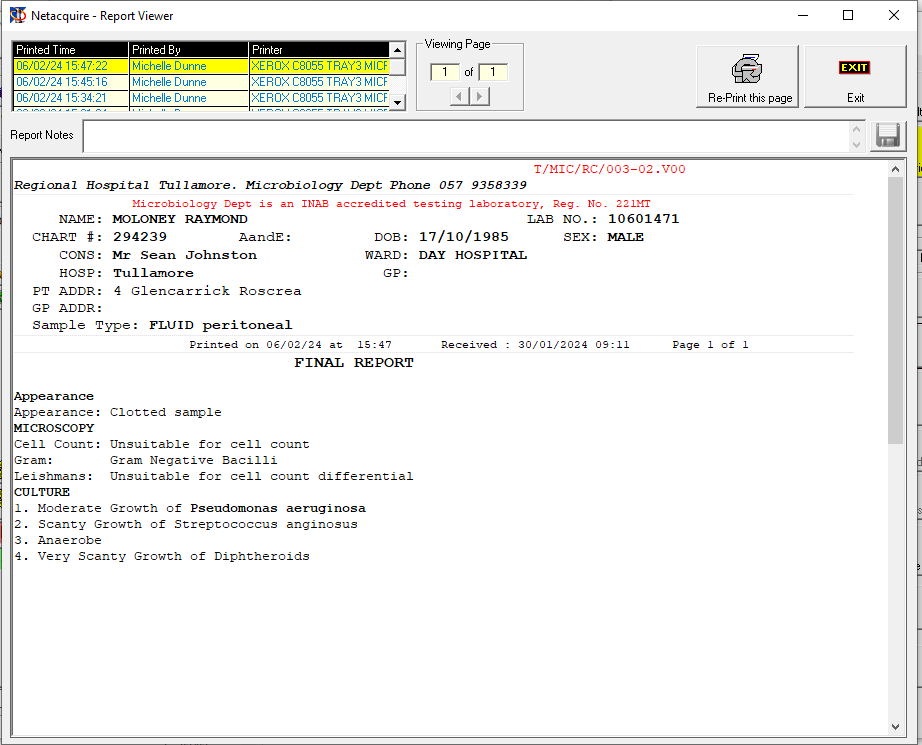 Netacquire - Report Viewer
Printed Time Printed By Printer
06/02/24 15:47:22 Michelle Dunne XEROX C8055 TRAY3 MICF
06/02/24 15:45:16 Michelle Dunne XEROX C8055 TRAY3 MICF
06/02/24 15:34:21 Michelle Dunne XEROX C8055 TRAY3 MICF
Viewing Page
1 of 1
Re-Print this page
EXIT
Exit
Report Notes
T/MIC/RC/003-02.V00
Regional Hospital Tullamore. Microbiology Dept Phone 057 9358339
Microbiology Dept is an INAB accredited testing laboratory, Reg. No. 221MT
NAME: MOLONEY RAYMOND LAB NO.: 10601471
CHART #: 294239 AandE: DOB: 17/10/1985 SEX: MALE
CONS: Mr Sean Johnston WARD: DAY HOSPITAL
HOSP: Tullamore GP:
PT ADDR: 4 Glencarrick Roscrea
GP ADDR:
Sample Type: FLUID peritoneal
Printed on 06/02/24 at 15:47 Received : 30/01/2024 09:11 Page 1 of 1
FINAL REPORT
Appearance
Appearance: Clotted sample
MICROSCOPY
Cell Count: Unsuitable for cell count
Gram: Gram Negative Bacilli
Leishmans: Unsuitable for cell count differential
CULTURE
1. Moderate Growth of Pseudomonas aeruginosa
2. Scanty Growth of Streptococcus anginosus
3. Anaerobe
4. Very Scanty Growth of Diphtheroids